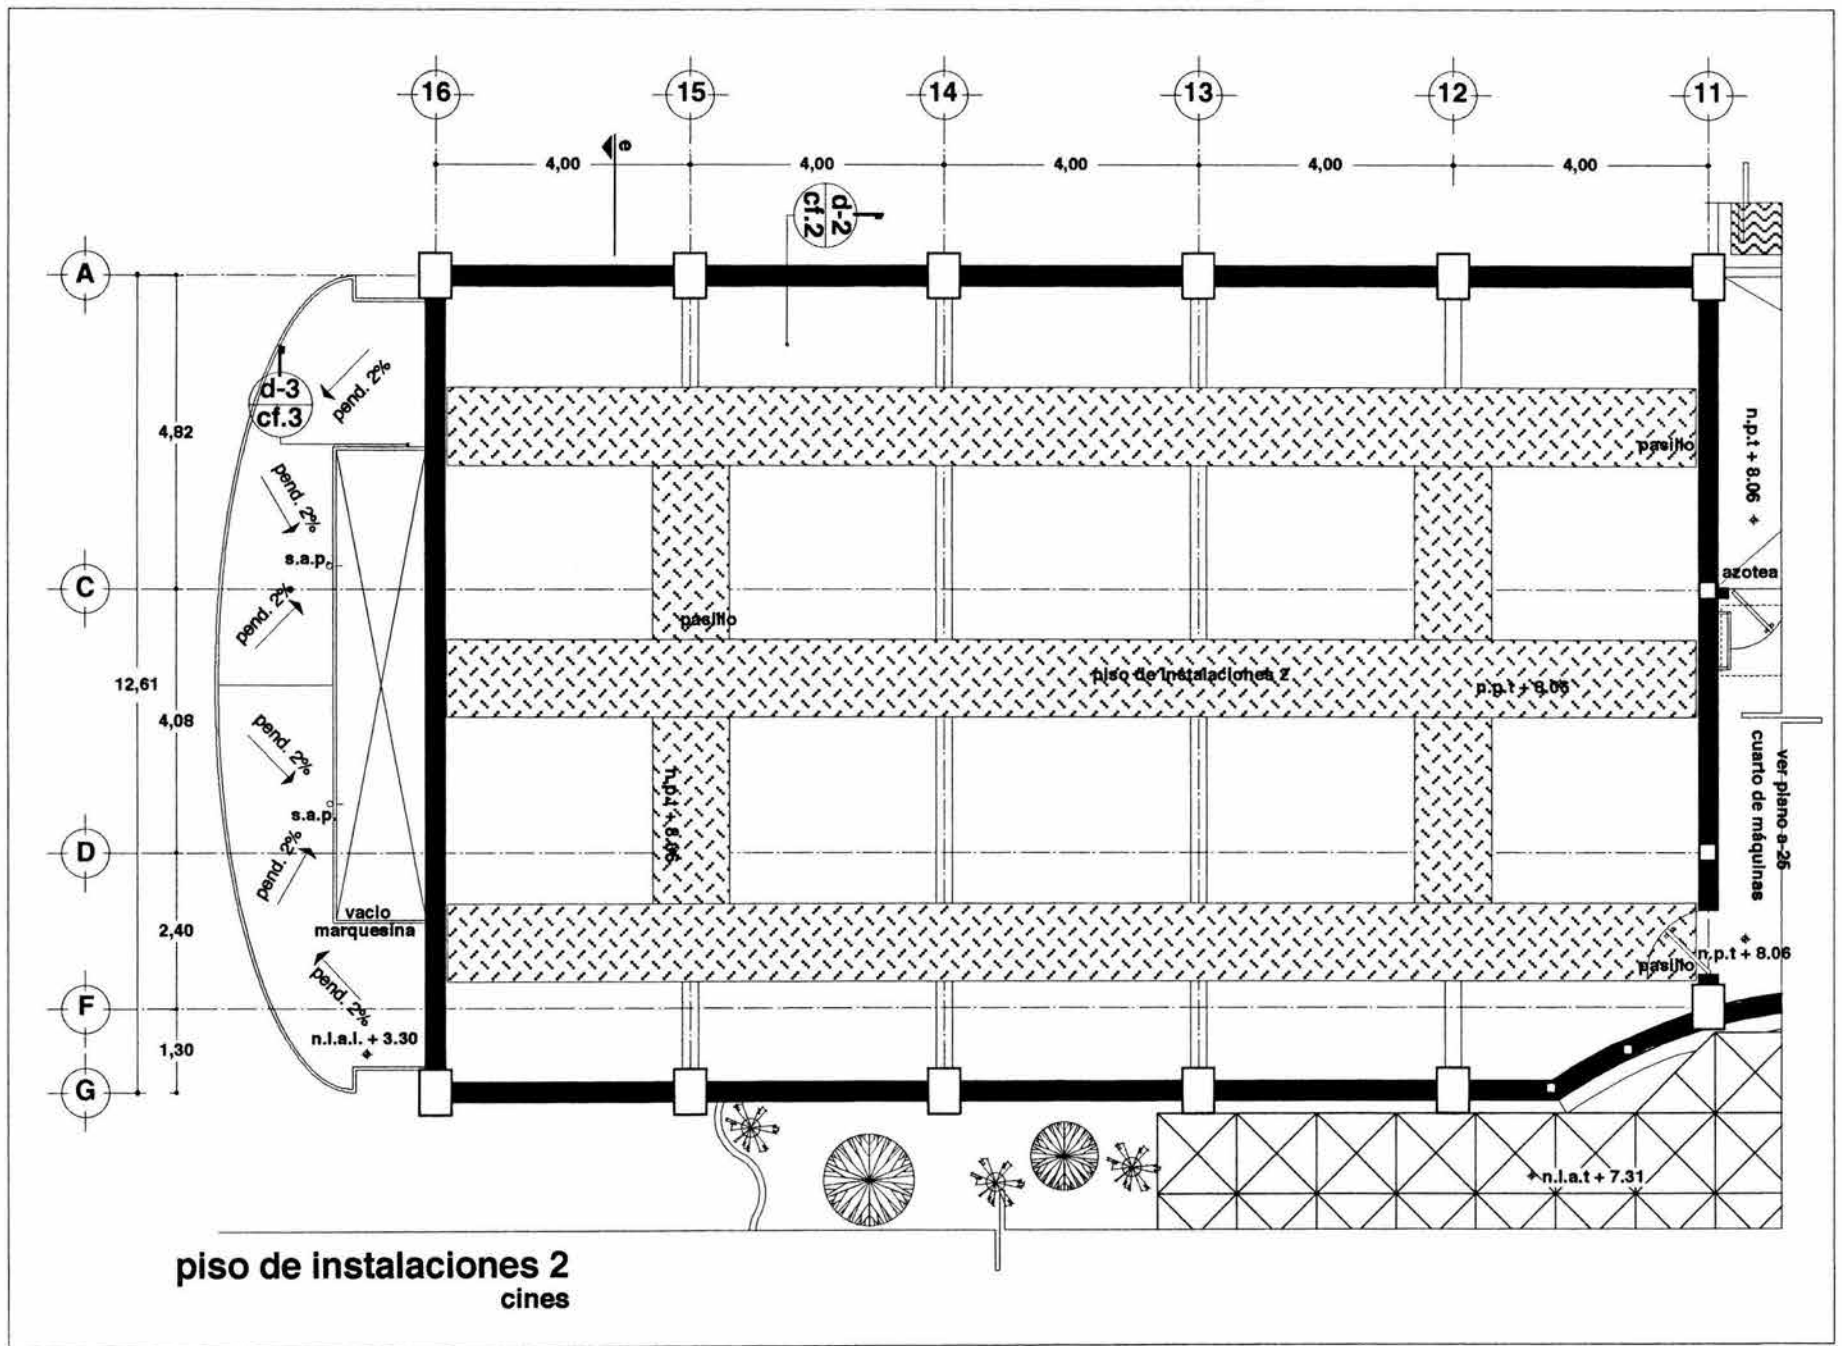 16
15
14
13
12
11
e
4,00
4,00
4,00
4,00
4,00
d-2
cf.2
A
d-3
cf.3
pend. 2%
4,82
pasillo
n.p.t + 8.06
pend. 2%
s.a.p.
C
azotea
pend. 2%
pasillo
piso de instalaciones 2
12,61
4,08
pend. 2%
n.p.t + 8.06
ver plano a-25
cuarto de máquinas
s.a.p.
D
pend. 2%
vacio
marquesina
2,40
pasillo
n.p.t + 8.06
pend. 2%
F
n.l.a.l. + 3.30
1,30
G
n.l.a.t + 7.31
piso de instalaciones 2
cines